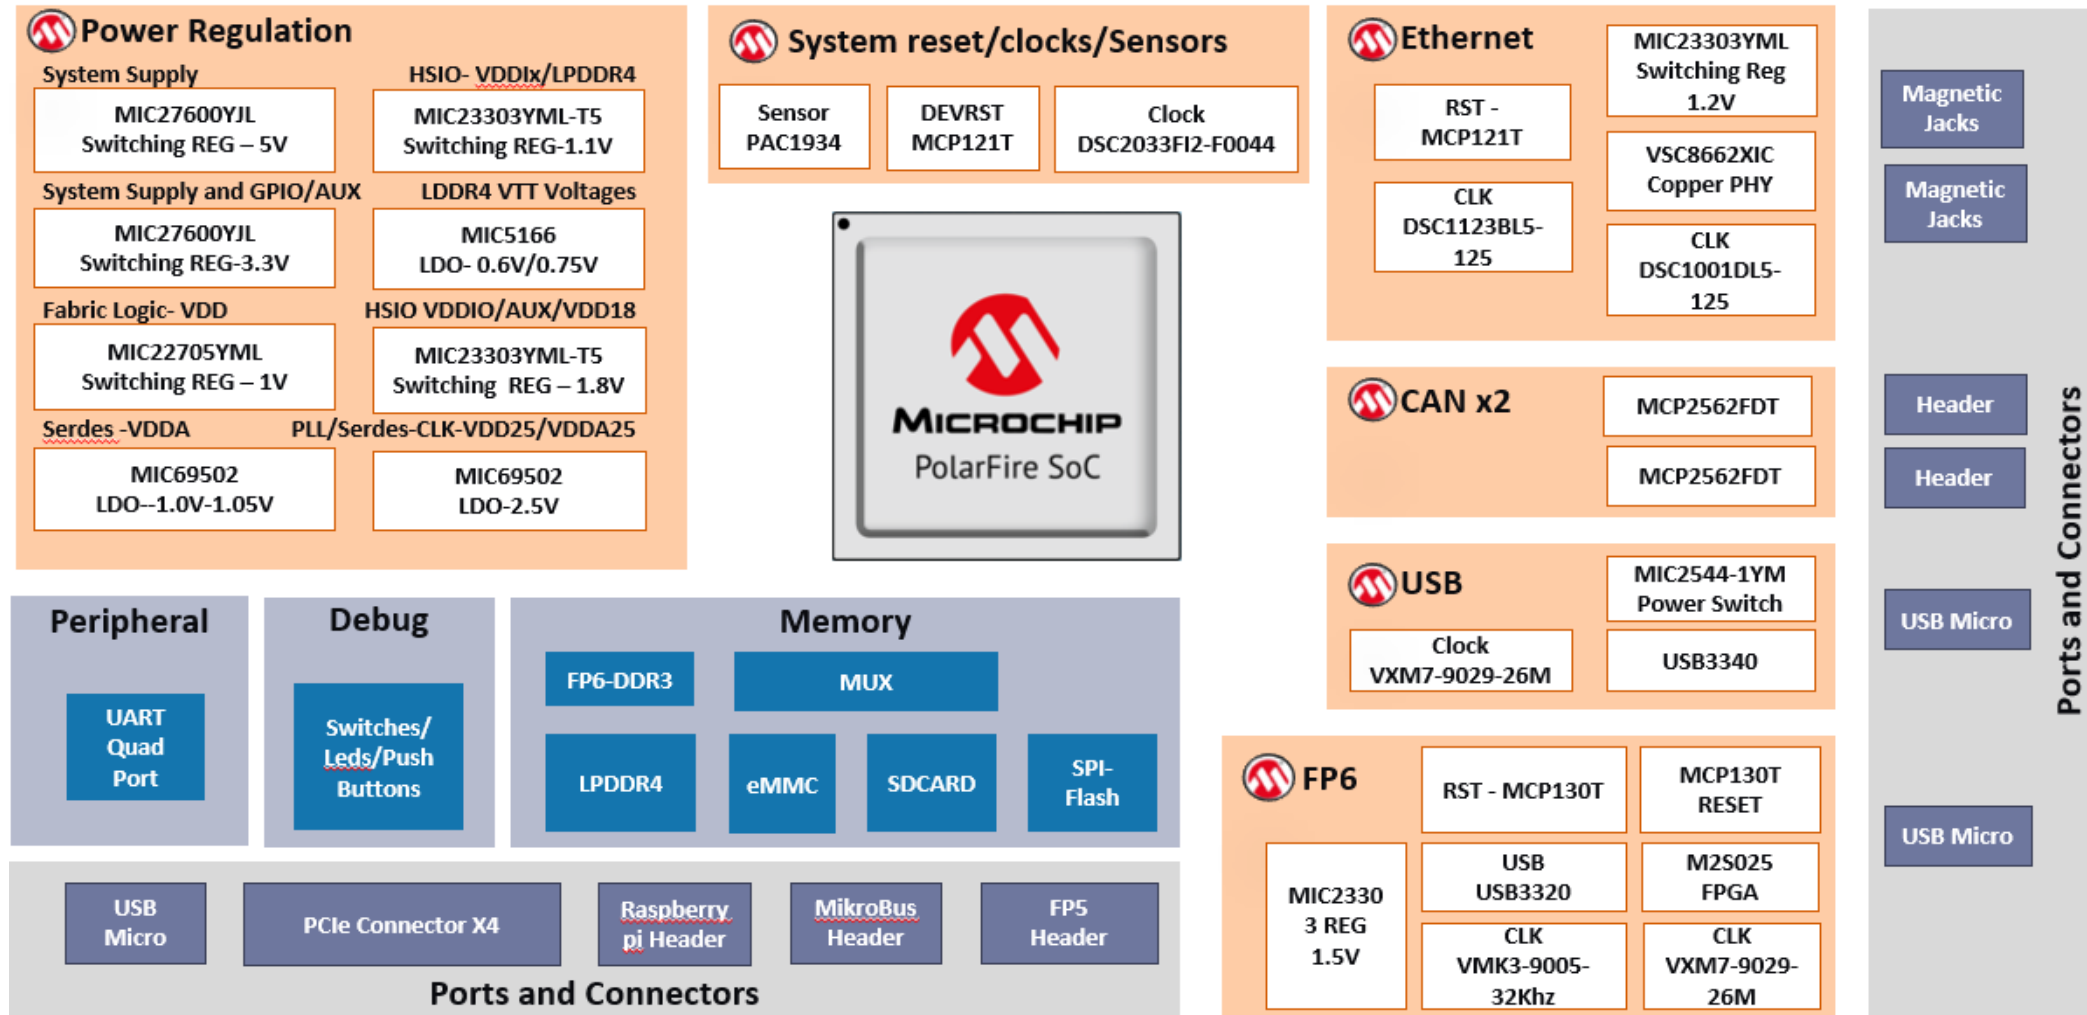 Power Regulation
System Supply
MIC27600YJL
Switching REG – 5V
HSIO- VDDIx/LPDDR4
MIC23303YML-T5
Switching REG-1.1V
System Supply and GPIO/AUX
MIC27600YJL
Switching REG-3.3V
LDDR4 VTT Voltages
MIC5166
LDO- 0.6V/0.75V
Fabric Logic- VDD
MIC22705YML
Switching REG – 1V
HSIO VDDIO/AUX/VDD18
MIC23303YML-T5
Switching  REG – 1.8V
Serdes -VDDA
MIC69502
LDO--1.0V-1.05V
PLL/Serdes-CLK-VDD25/VDDA25
MIC69502
LDO-2.5V
System reset/clocks/Sensors
Sensor
PAC1934
DEVRST
MCP121T
Clock
DSC2033FI2-F0044
MICROCHIP
PolarFire SoC
Ethernet
RST -
MCP121T
CLK
DSC1123BL5-
125
MIC23303YML
Switching Reg
1.2V
VSC8662XIC
Copper PHY
CLK
DSC1001DL5-
125
CAN x2
MCP2562FDT
MCP2562FDT
USB
MIC2544-1YM
Power Switch
Clock
VXM7-9029-26M
USB3340
FP6
RST - MCP130T
MCP130T
RESET
MIC2330
3 REG
1.5V
USB
USB3320
M2S025
FPGA
CLK
VMK3-9005-
32Khz
CLK
VXM7-9029-
26M
Magnetic
Jacks
Magnetic
Jacks
Header
Header
USB Micro
USB Micro
Ports and Connectors
Peripheral
UART
Quad
Port
Debug
Switches/
Leds/Push
Buttons
Memory
FP6-DDR3
MUX
LPDDR4
eMMC
SDCARD
SPI-
Flash
USB
Micro
PCIe Connector X4
Raspberry
pi Header
MikroBus
Header
FP5
Header
Ports and Connectors